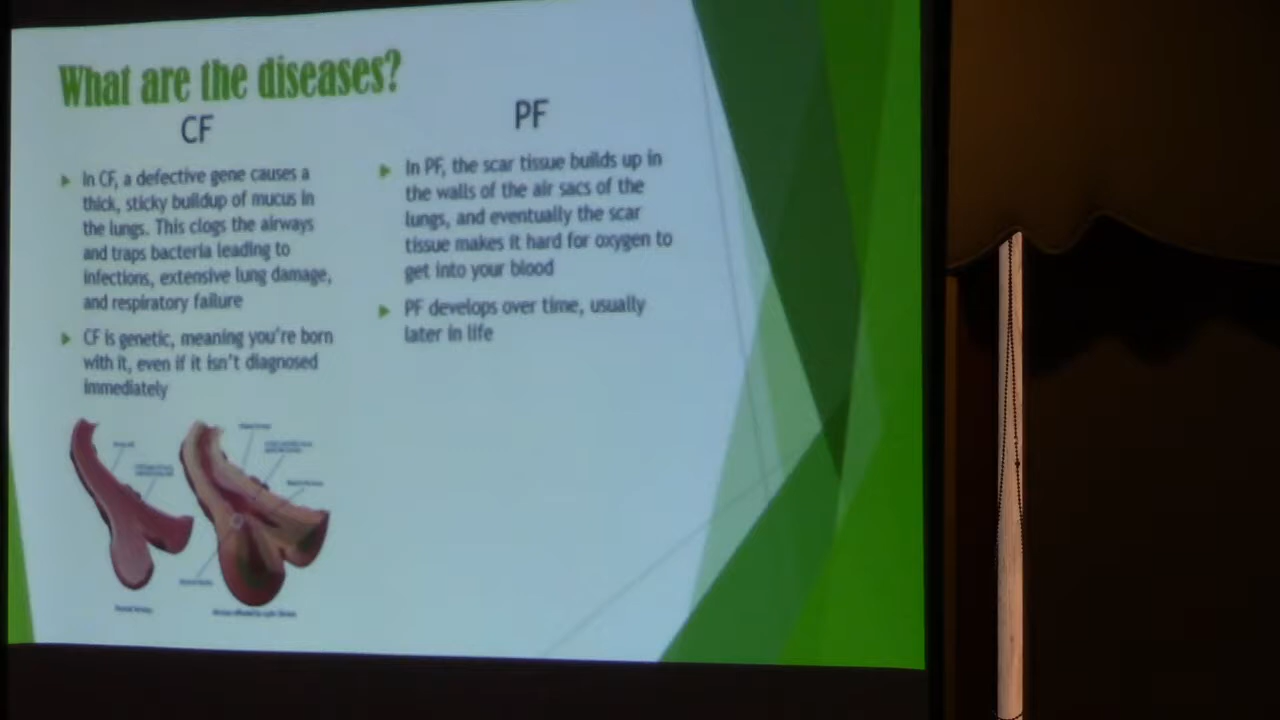 What are the diseases?
CF
In CF, a defective gene causes a
thick, sticky buildup of mucus in
the lungs. This clogs the airways
and traps bacteria leading to
infections, extensive lung damage,
and respiratory failure
CF is genetic, meaning you're born
with it, even if it isn't diagnosed
immediately
PF
In PF, the scar tissue builds up in
the walls of the air sacs of the
lungs, and eventually the scar
tissue makes it hard for oxygen to
get into your blood
PF develops over time, usually
later in life